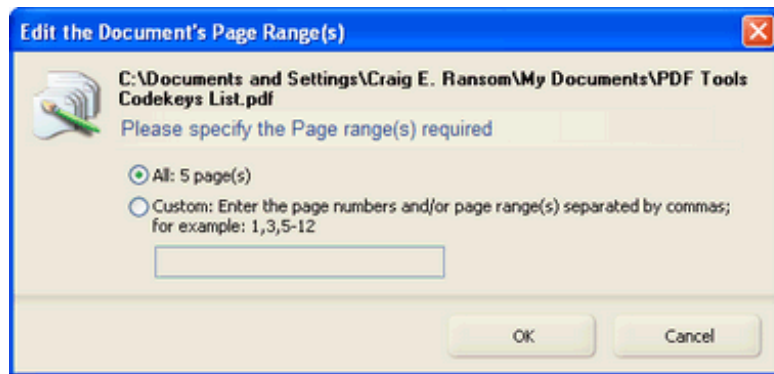 Edit the Document's Page Range(s)
C:\Documents and Settings\Craig E. Ransom\My Documents\PDF Tools
Codekeys List.pdf
Please specify the Page range(s) required
All: 5 page(s)
Custom: Enter the page numbers and/or page range(s) separated by commas;
for example: 1,3,5-12
OK
Cancel